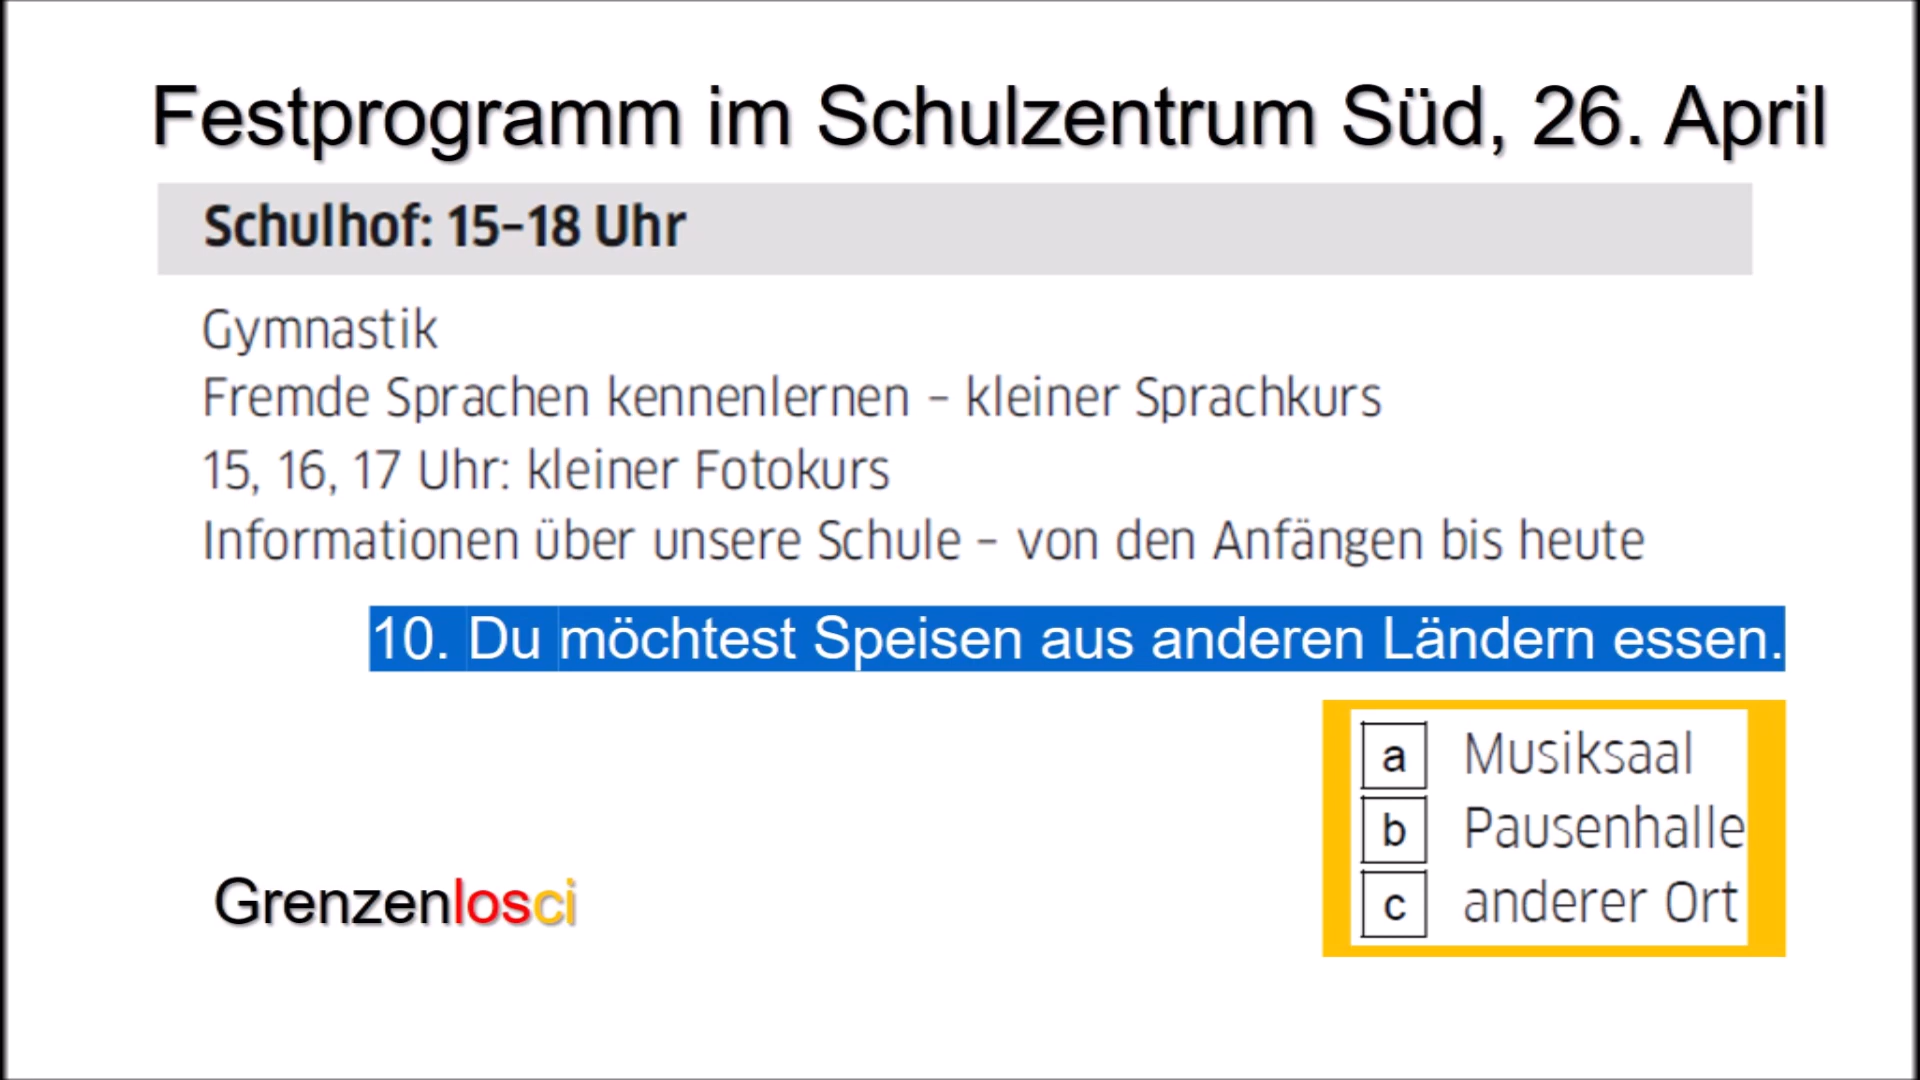 Festprogramm im Schulzentrum Süd, 26. April
Schulhof: 15–18 Uhr
Gymnastik
Fremde Sprachen kennenlernen – kleiner Sprachkurs
15, 16, 17 Uhr: kleiner Fotokurs
Informationen über unsere Schule – von den Anfängen bis heute
10. Du möchtest Speisen aus anderen Ländern essen.
a Musiksaal
b Pausenhalle
c anderer Ort
Grenzenlosci